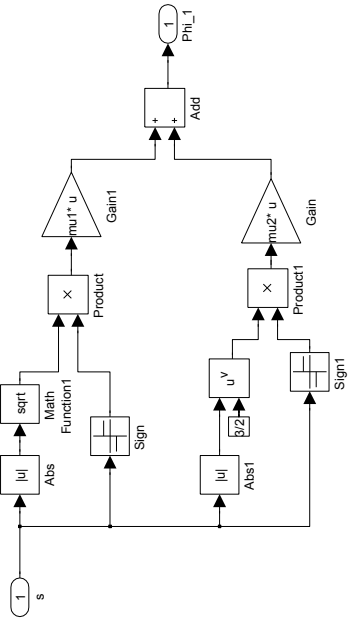 1
s
|u|
Abs
sqrt
Math
Function1
Sign
×
Product
mu1* u
Gain1
|u|
Abs1
3/2
u^v
Sign1
×
Product1
mu2* u
Gain
+
+
Add
1
Phi_1